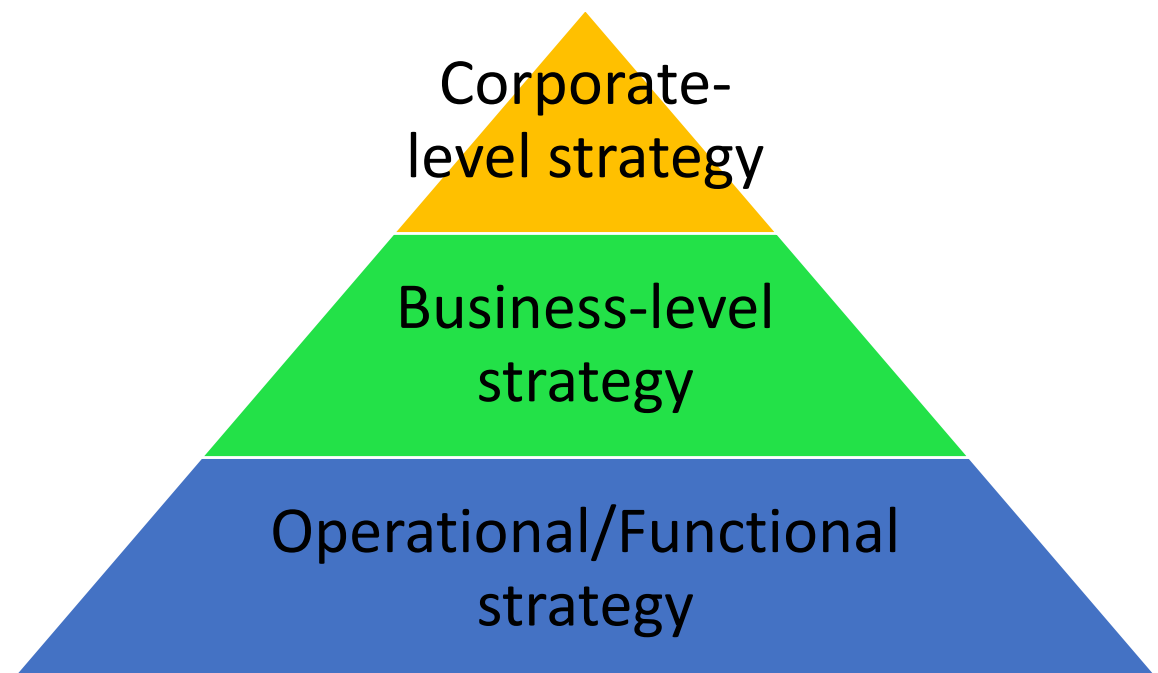 Corporate-
level strategy
Business-level
strategy
Operational/Functional
strategy